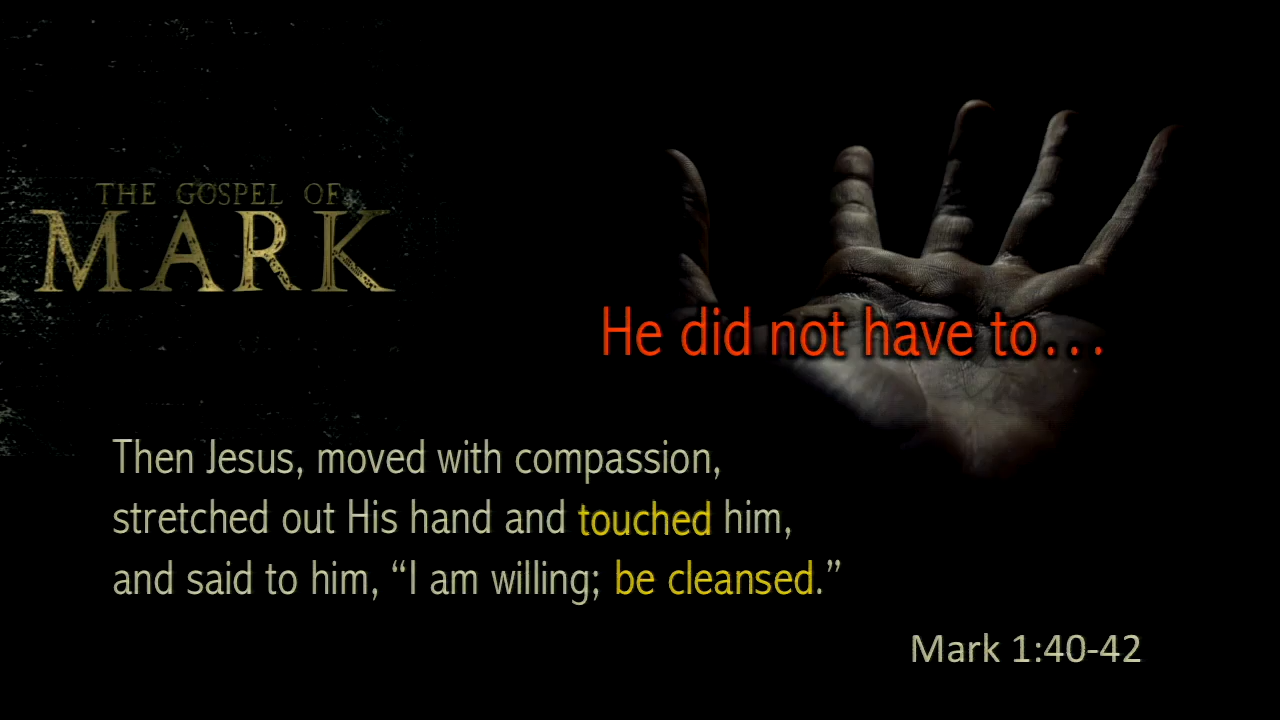 THE GOSPEL OF
MARK
He did not have to...
Then Jesus, moved with compassion,
stretched out His hand and touched him,
and said to him, “I am willing; be cleansed.”
Mark 1:40-42